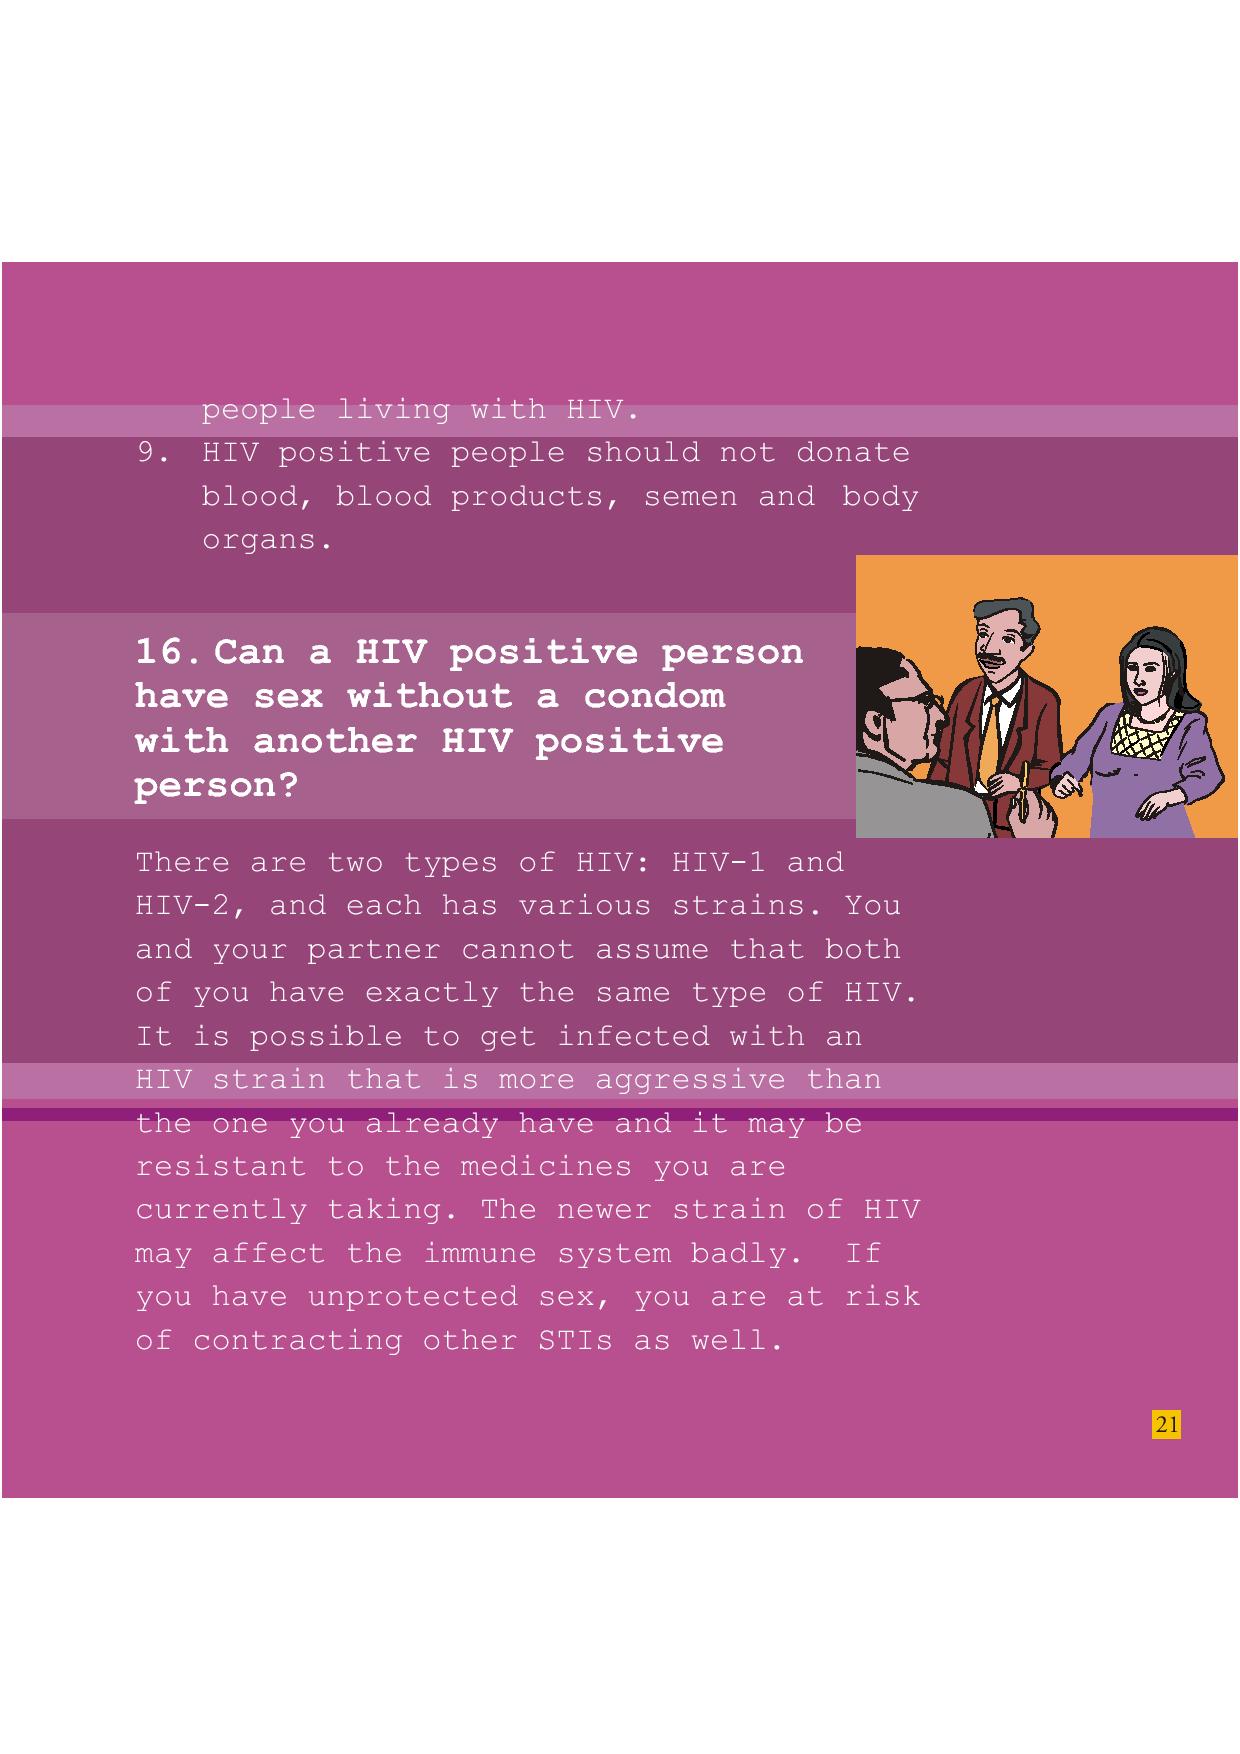 people living with HIV.
9. HIV positive people should not donate
blood, blood products, semen and body
organs.
16. Can a HIV positive person
have sex without a condom
with another HIV positive
person?
There are two types of HIV: HIV-1 and
HIV-2, and each has various strains. You
and your partner cannot assume that both
of you have exactly the same type of HIV.
It is possible to get infected with an
HIV strain that is more aggressive than
the one you already have and it may be
resistant to the medicines you are
currently taking. The newer strain of HIV
may affect the immune system badly.  If
you have unprotected sex, you are at risk
of contracting other STIs as well.
21